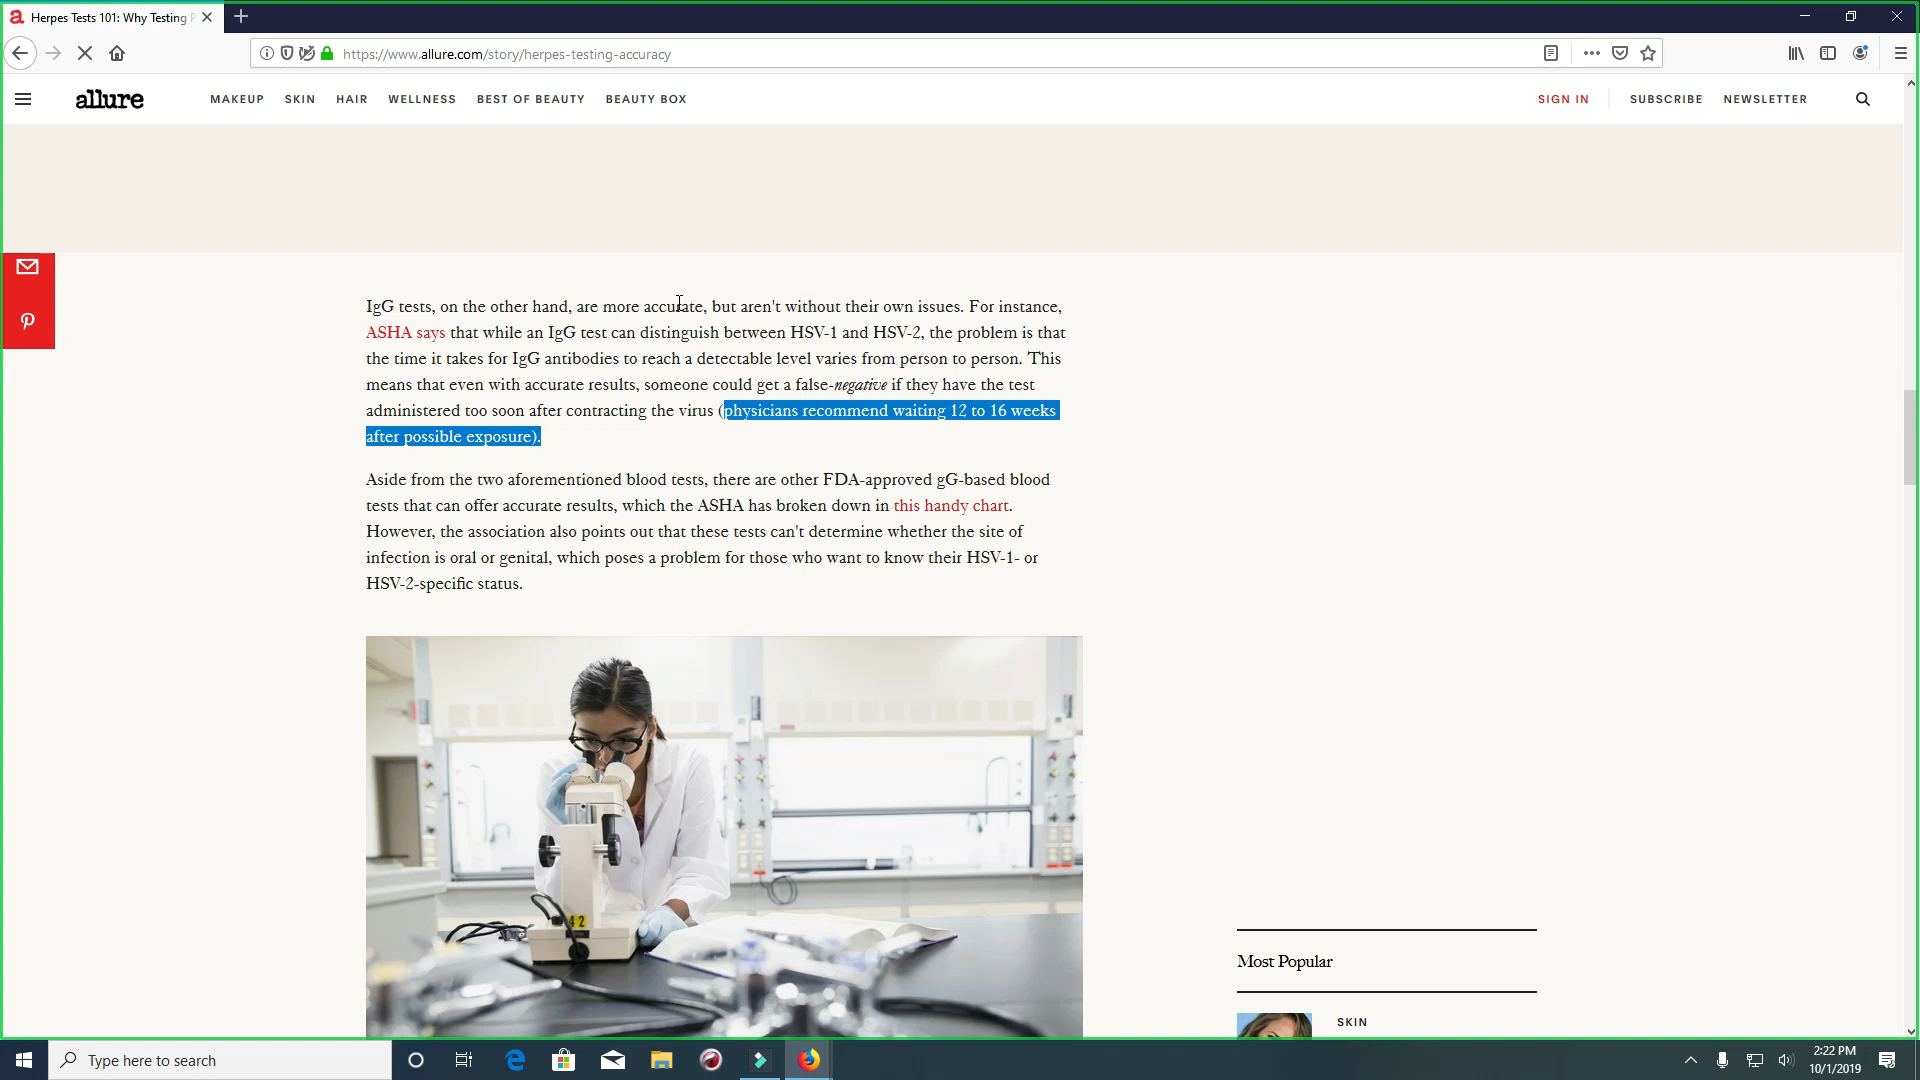 Herpes Tests 101: Why Testing
https://www.allure.com/story/herpes-testing-accuracy
allure
MAKEUP SKIN HAIR WELLNESS BEST OF BEAUTY BEAUTY BOX
SIGN IN SUBSCRIBE NEWSLETTER
IgG tests, on the other hand, are more accurate, but aren't without their own issues. For instance,
ASHA says that while an IgG test can distinguish between HSV-1 and HSV-2, the problem is that
the time it takes for IgG antibodies to reach a detectable level varies from person to person. This
means that even with accurate results, someone could get a false-negative if they have the test
administered too soon after contracting the virus (physicians recommend waiting 12 to 16 weeks
after possible exposure).
Aside from the two aforementioned blood tests, there are other FDA-approved gG-based blood
tests that can offer accurate results, which the ASHA has broken down in this handy chart.
However, the association also points out that these tests can't determine whether the site of
infection is oral or genital, which poses a problem for those who want to know their HSV-1- or
HSV-2-specific status.
42
Most Popular
SKIN
Type here to search
2:22 PM
10/1/2019